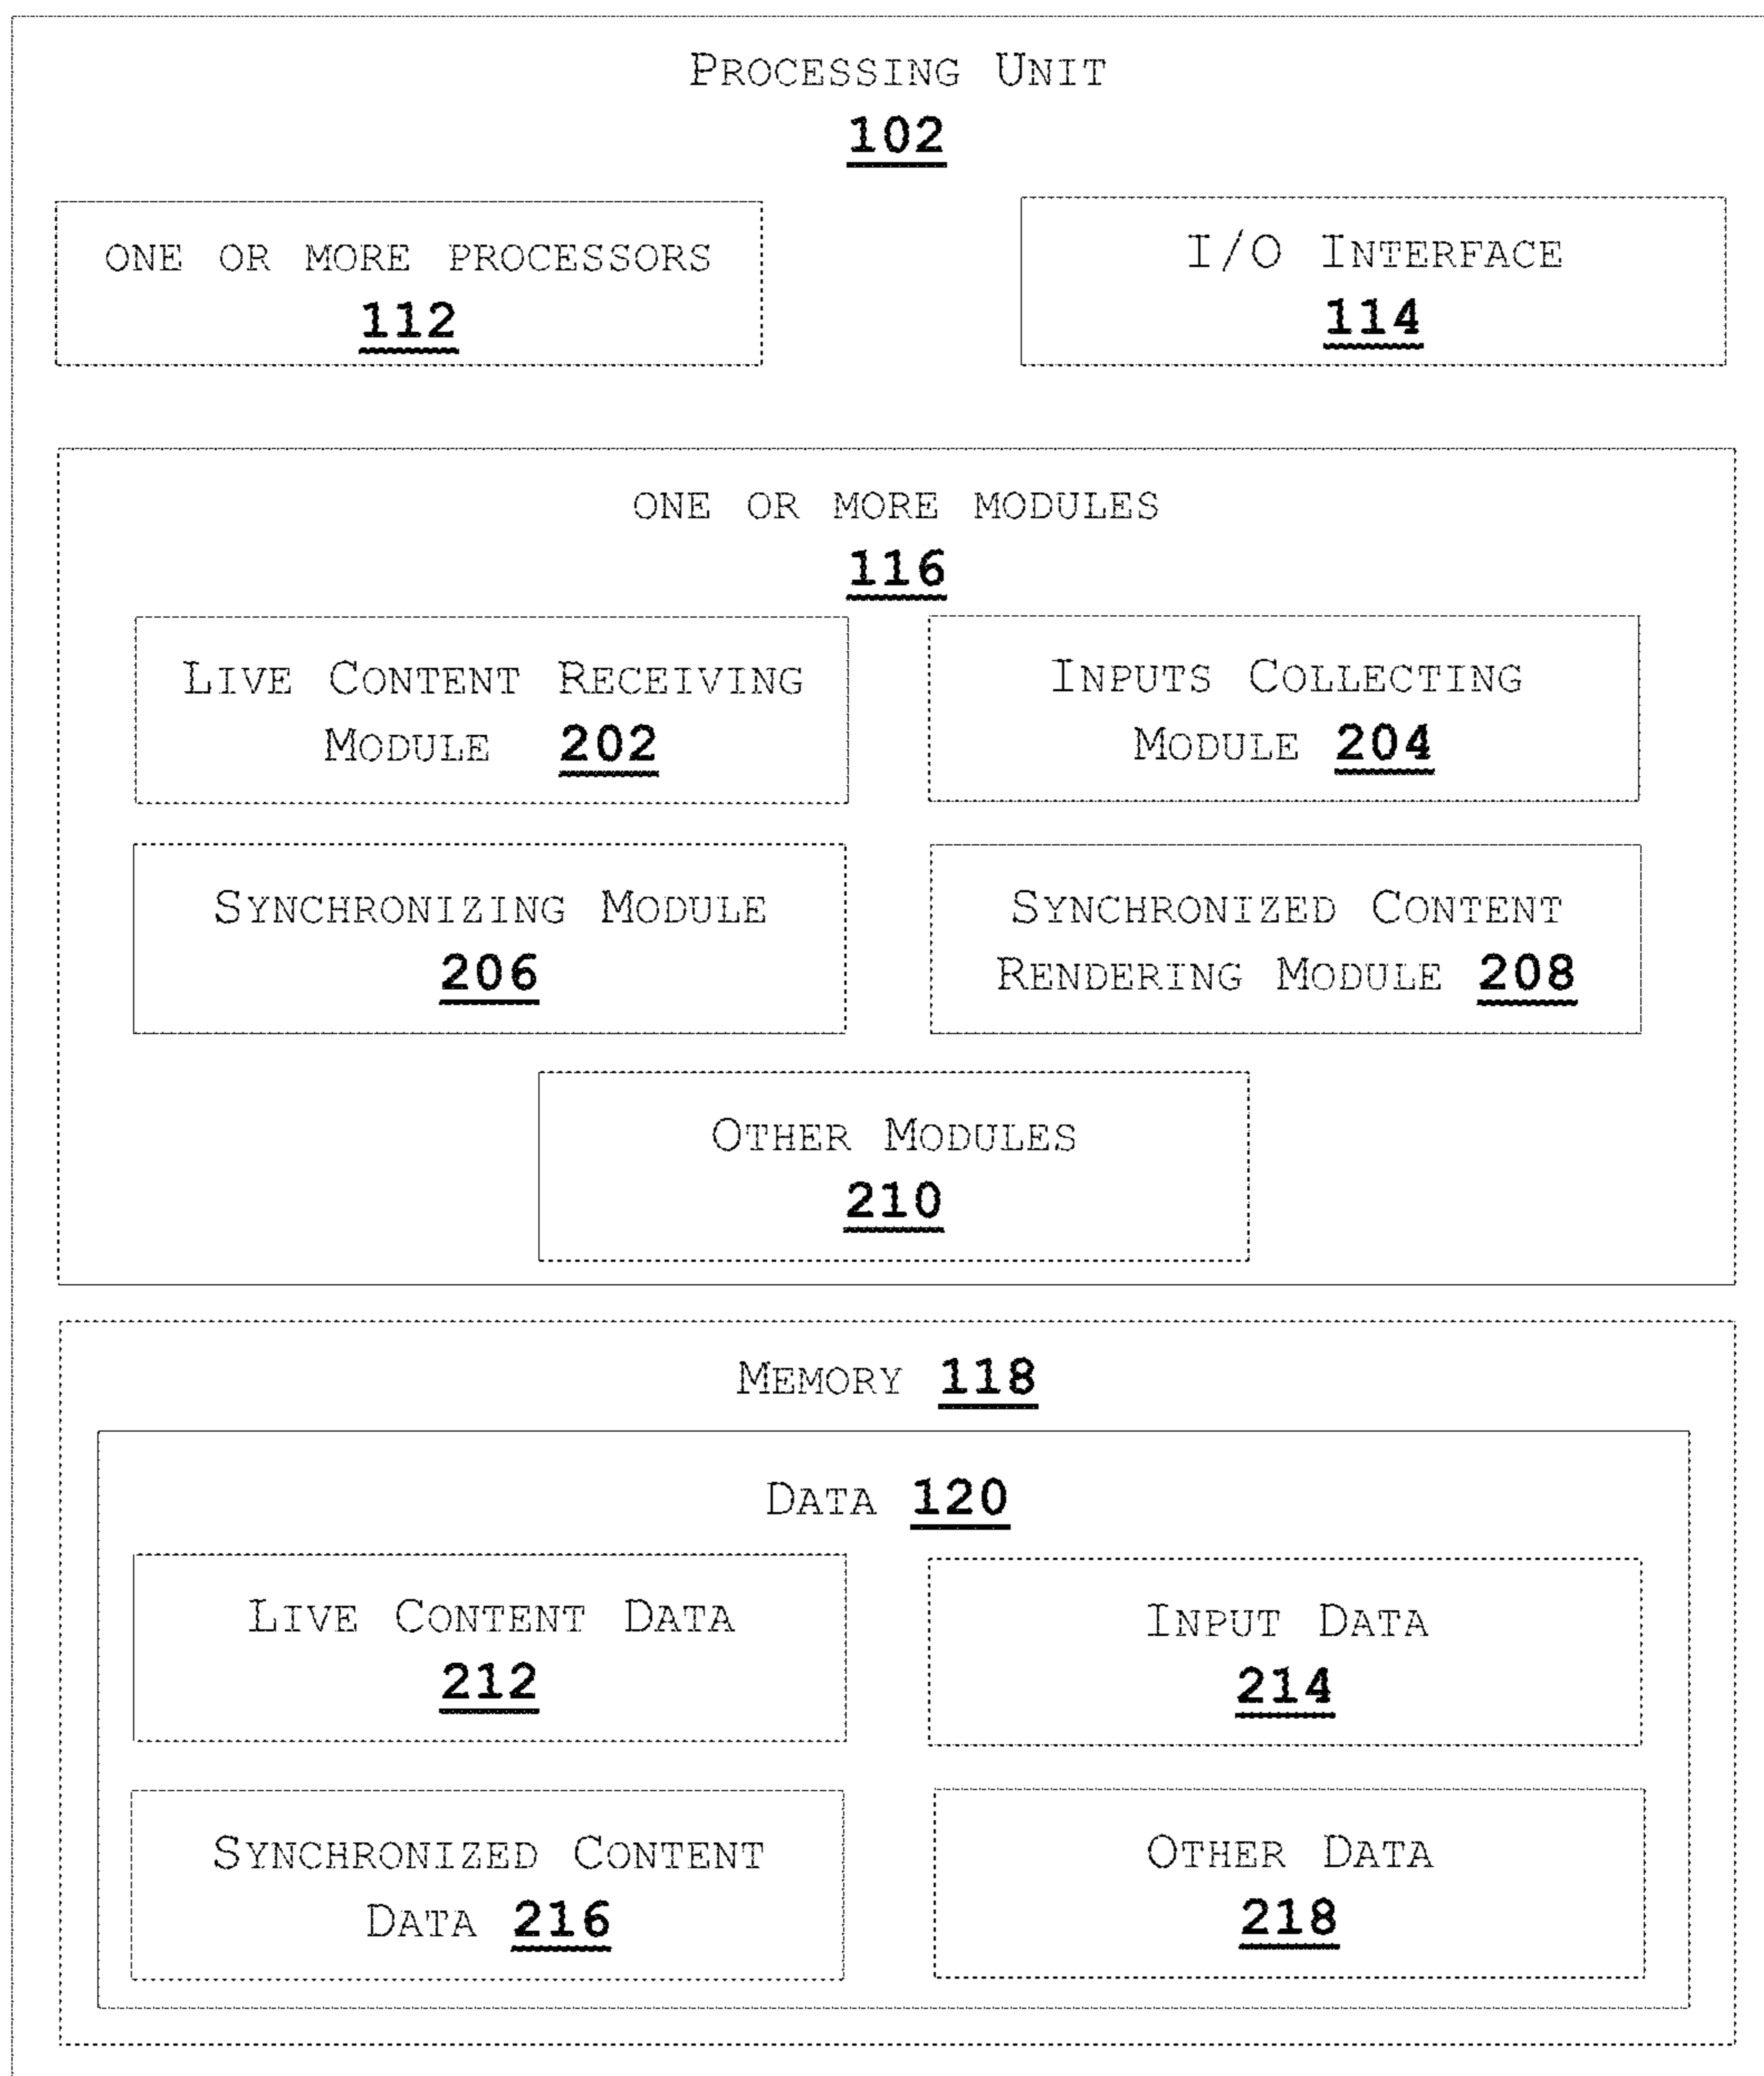 Processing Unit
102
one or more processors
112
I/O Interface
114
one or more modules
116
Live Content Receiving
Module 202
Inputs Collecting
Module 204
Synchronizing Module
206
Synchronized Content
Rendering Module 208
Other Modules
210
Memory 118
Data 120
Live Content Data
212
Input Data
214
Synchronized Content
Data 216
Other Data
218